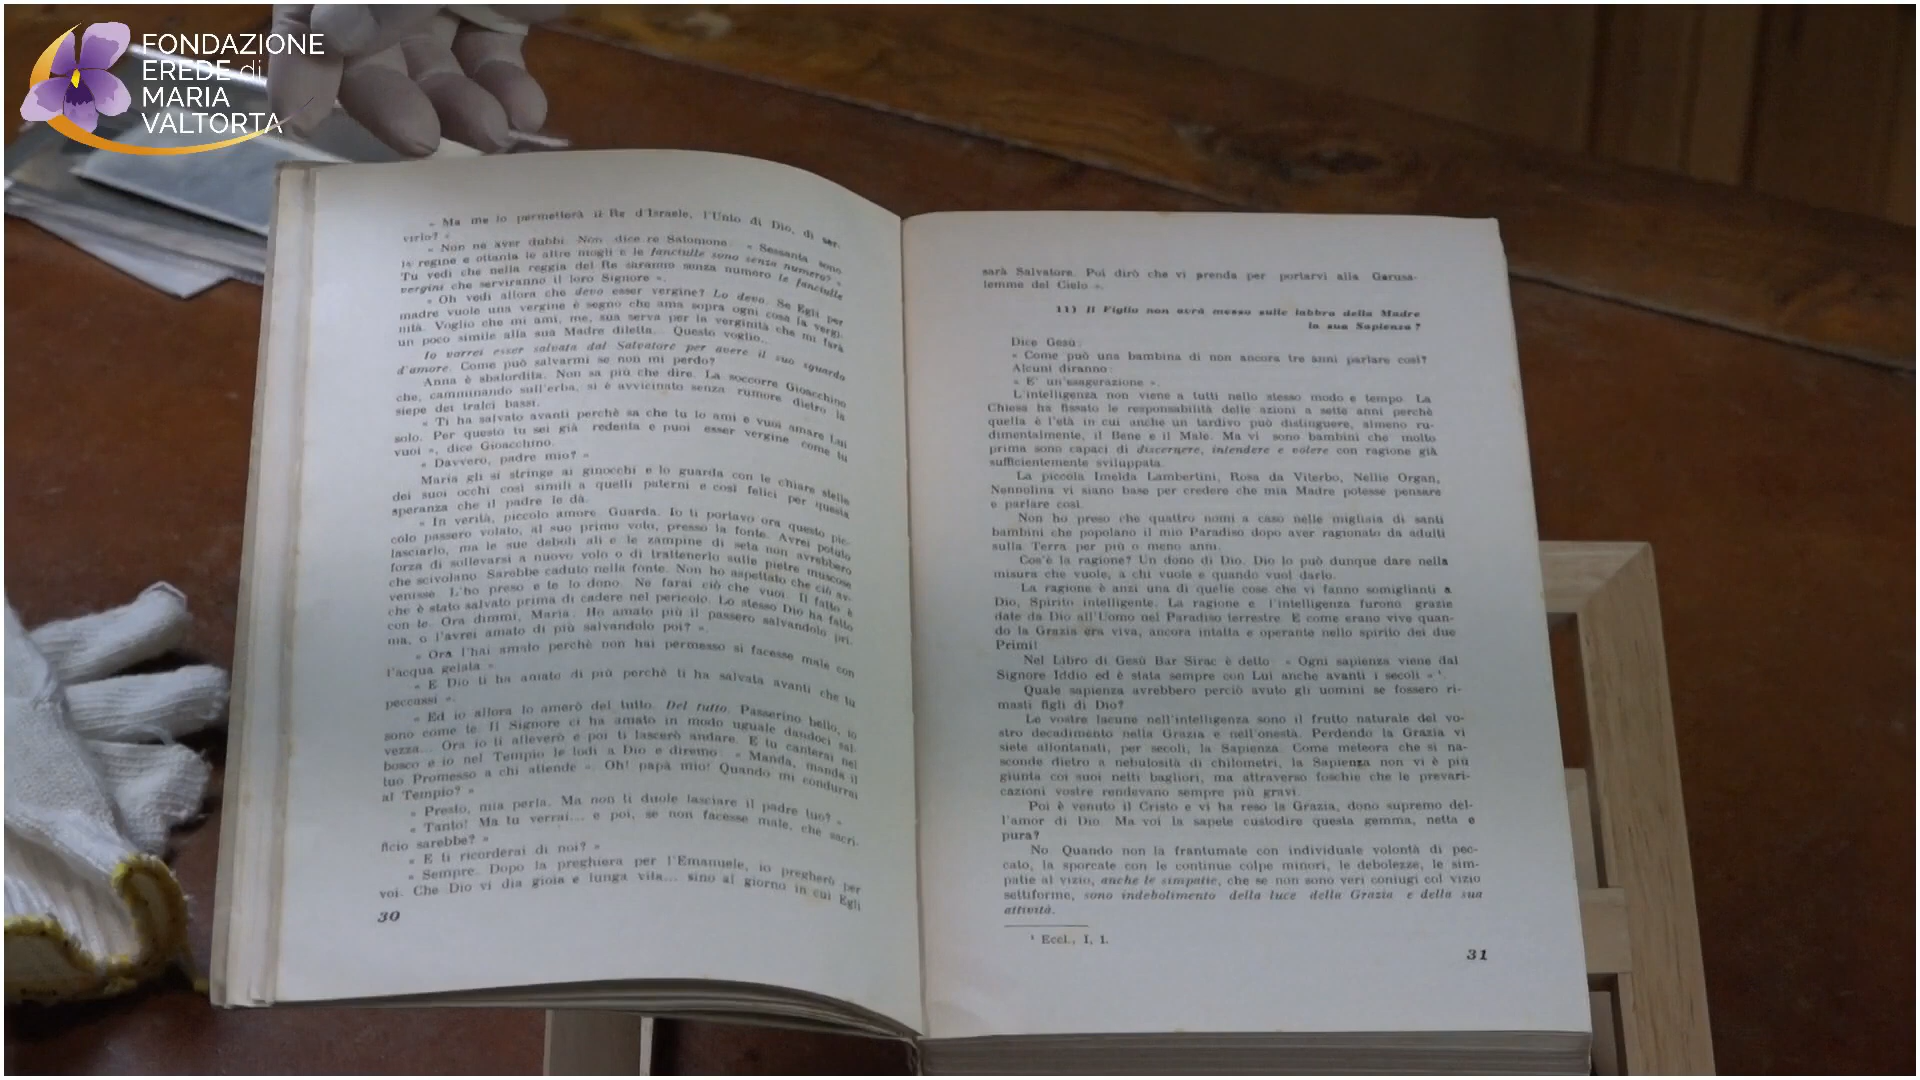 FONDAZIONE
EREDE di
MARIA
VALTORTA
« Ma me lo permetterà il Re d'Israele, l'Unto di Dio, di ser-
virlo? »
« Non ne aver dubbi. Non dice re Salomone: « Sessanta sono
le regine e ottanta le altre mogli e le fanciulle sono senza numero? »
Tu vedi che nella reggia del Re saranno senza numero le fanciulle
vergini che serviranno il loro Signore ».
« Oh vedi allora che devo esser vergine? Lo devo. Se Egli per
madre vuole una vergine è segno che ama sopra ogni cosa la vergi-
nità. Voglio che mi ami, me, sua serva per la verginità che mi farà
un poco simile alla sua Madre diletta... Questo voglio...
Io vorrei esser salvata dal Salvatore per avere il suo sguardo
d'amore. Come può salvarmi se non mi perdo?
Anna è sbalordita. Non sa più che dire. La soccorre Gioacchino
che, camminando sull'erba, si è avvicinato senza rumore dietro la
siepe dei tralci bassi.
« Ti ha salvato avanti perchè sa che tu lo ami e vuoi amare Lui
solo. Per questo tu sei già redenta e puoi esser vergine come tu
vuoi », dice Gioacchino.
« Davvero, padre mio? »
Maria gli si stringe ai ginocchi e lo guarda con le chiare stelle
dei suoi occhi così simili a quelli paterni e così felici per questa
speranza che il padre le dà.
« In verità, piccolo amore. Guarda. Io ti portavo ora questo pic-
colo passero volato, al suo primo volo, presso la fonte. Avrei potuto
lasciarlo, ma le sue deboli ali e le zampine di seta non avrebbero
forza di sollevarsi a nuovo volo o di trattenerlo sulle pietre muscose
che scivolano. Sarebbe caduto nella fonte. Non ho aspettato che ciò av-
venisse. L'ho preso e te lo dono. Ne farai ciò che vuoi. Il fatto è
che è stato salvato prima di cadere nel pericolo. Lo stesso Dio ha fatto
con te. Ora dimmi, Maria: Ho amato più il passero salvandolo pri-
ma, o l'avrei amato di più salvandolo poi? ».
« Ora l'hai amato perchè non hai permesso si facesse male con
l'acqua gelata »
« E Dio ti ha amato di più perchè ti ha salvata avanti che tu
peccassi ».
« Ed io allora lo amerò del tutto. Del tutto. Passerino bello, io
sono come te. Il Signore ci ha amato in modo uguale dandoci sal-
vezza... Ora io ti alleverò e poi ti lascerò andare. E tu canterai nel
bosco e io nel Tempio le lodi a Dio e diremo: « Manda, manda il
tuo Promesso a chi attende ». Oh! papà mio! Quando mi condurrai
al Tempio? »
« Presto, mia perla. Ma non ti duole lasciare il padre tuo? »
« Tanto! Ma tu verrai... e poi, se non facesse male, che sacri-
ficio sarebbe? »
« E ti ricorderai di noi? »
« Sempre. Dopo la preghiera per l'Emanuele, io pregherò per
voi. Che Dio vi dia gioia e lunga vita... sino al giorno in cui Egli
30
sarà Salvatore. Poi dirò che vi prenda per portarvi alla Gerusa-
lemme del Cielo ».
11) Il Figlio non avrà messo sulle labbra della Madre
la sua Sapienza?
Dice Gesù:
« Come può una bambina di non ancora tre anni parlare così?
Alcuni diranno:
« E' un'esagerazione ».
L'intelligenza non viene a tutti nello stesso modo e tempo. La
Chiesa ha fissato le responsabilità delle azioni a sette anni perchè
quella è l'età in cui anche un tardivo può distinguere, almeno ru-
dimentalmente, il Bene e il Male. Ma vi sono bambini che molto
prima sono capaci di discernere, intendere e volere con ragione già
sufficientemente sviluppata.
La piccola Imelda Lambertini, Rosa da Viterbo, Nellie Organ,
Nennolina vi siano base per credere che mia Madre potesse pensare
e parlare così.
Non ho preso che quattro nomi a caso nelle migliaia di santi
bambini che popolano il mio Paradiso dopo aver ragionato da adulti
sulla Terra per più o meno anni.
Cos'è la ragione? Un dono di Dio. Dio lo può dunque dare nella
misura che vuole, a chi vuole e quando vuol darlo.
La ragione è anzi una di quelle cose che vi fanno somiglianti a
Dio, Spirito intelligente. La ragione e l'intelligenza furono grazie
date da Dio all'Uomo nel Paradiso terrestre. E come erano vive quan-
do la Grazia era viva, ancora intatta e operante nello spirito dei due
Primi!
Nel Libro di Gesù Bar Sirac è detto: « Ogni sapienza viene dal
Signore Iddio ed è stata sempre con Lui anche avanti i secoli » ¹.
Quale sapienza avrebbero perciò avuto gli uomini se fossero ri-
masti figli di Dio?
Le vostre lacune nell'intelligenza sono il frutto naturale del vo-
stro decadimento nella Grazia e nell'onestà. Perdendo la Grazia vi
siete allontanati, per secoli, la Sapienza. Come meteora che si na-
sconde dietro a nebulosità di chilometri, la Sapienza non vi è più
giunta coi suoi netti bagliori, ma attraverso foschie che le prevari-
cazioni vostre rendevano sempre più gravi.
Poi è venuto il Cristo e vi ha reso la Grazia, dono supremo del-
l'amor di Dio. Ma voi la sapete custodire questa gemma, netta e
pura?
No. Quando non la frantumate con individuale volontà di pec-
cato, la sporcate con le continue colpe minori, le debolezze, le sim-
patie al vizio, anche le simpatie, che se non sono veri coniugi col vizio
settiforme, sono indebolimento della luce della Grazia e della sua
attività.
¹ Eccl., I, 1.
31